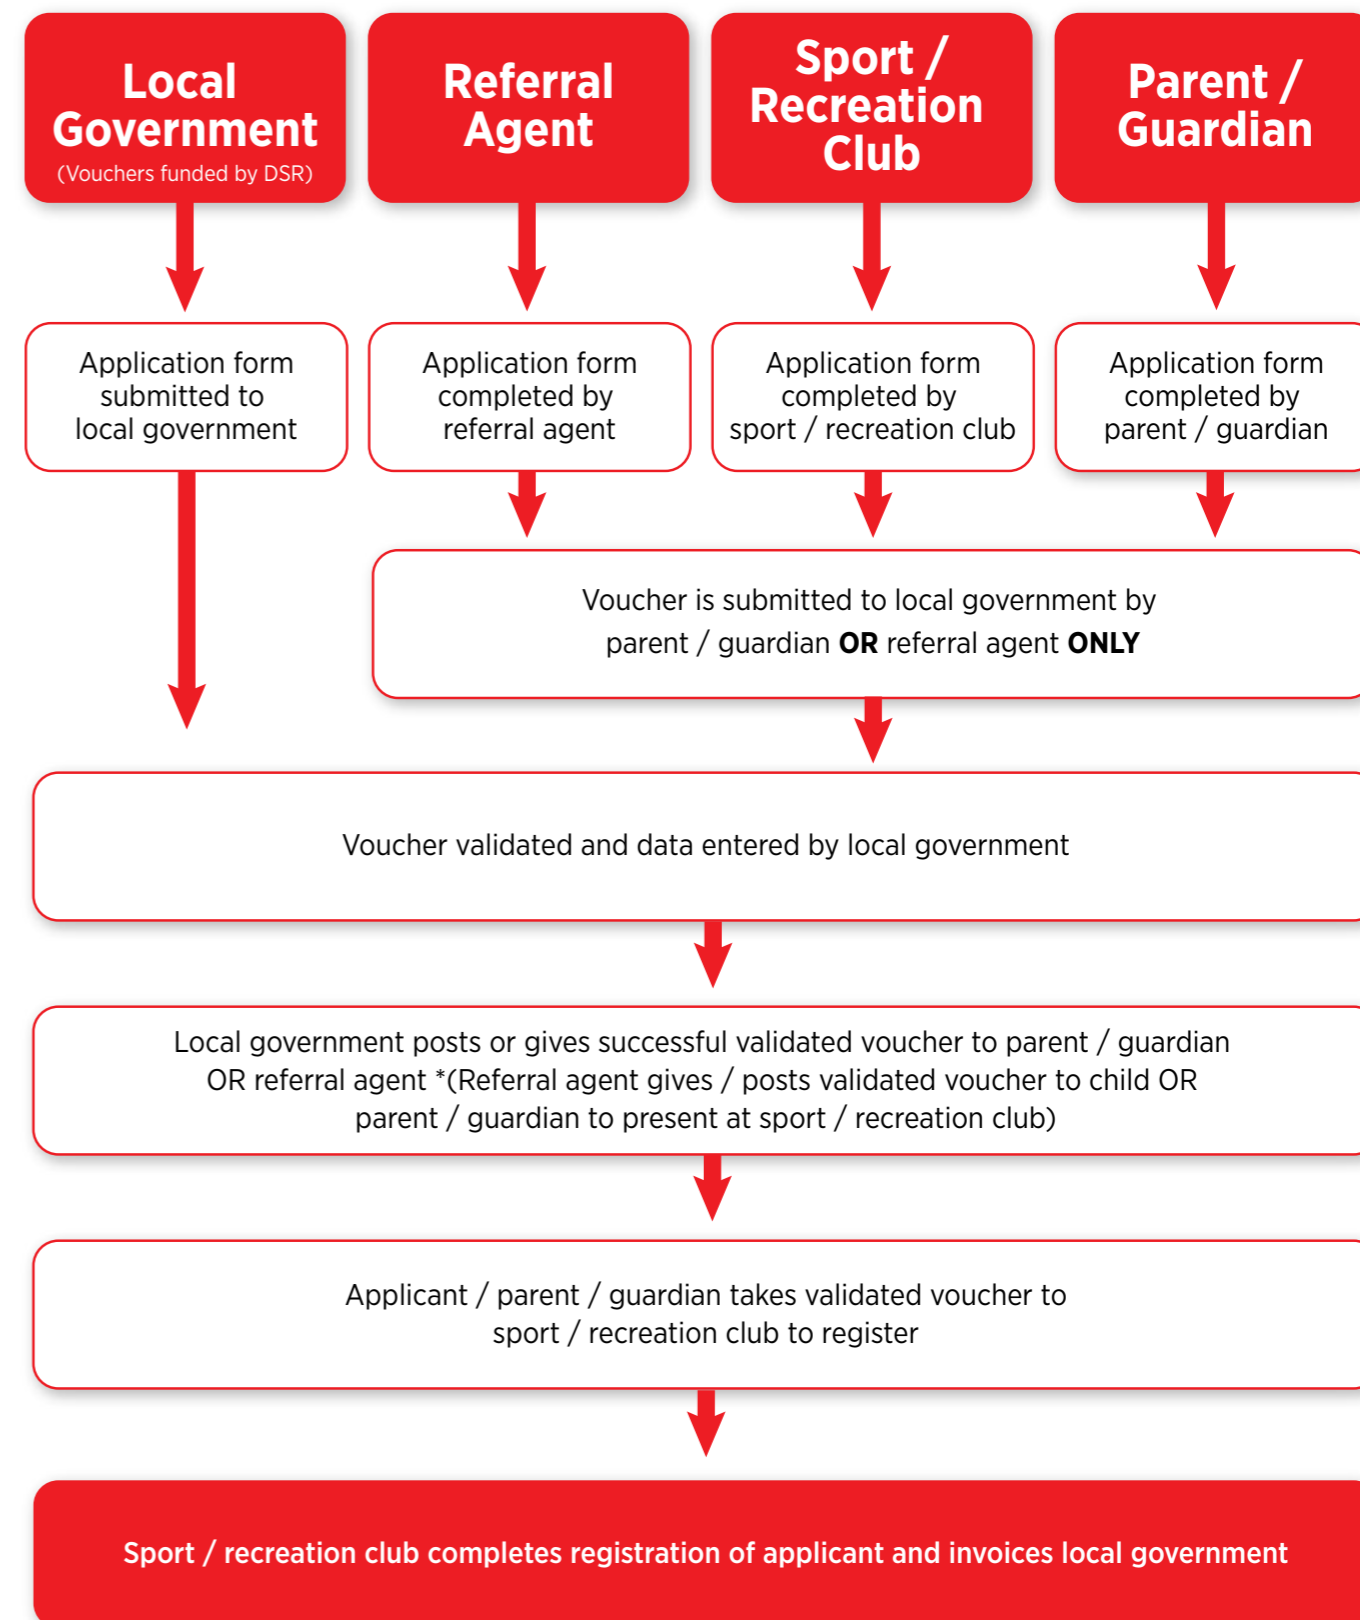 Local
Government
(Vouchers funded by DSR)
Referral
Agent
Sport /
Recreation
Club
Parent /
Guardian
Application form
submitted to
local government
Application form
completed by
referral agent
Application form
completed by
sport / recreation club
Application form
completed by
parent / guardian
Voucher is submitted to local government by
parent / guardian OR referral agent ONLY
Voucher validated and data entered by local government
Local government posts or gives successful validated voucher to parent / guardian
OR referral agent *(Referral agent gives / posts validated voucher to child OR
parent / guardian to present at sport / recreation club)
Applicant / parent / guardian takes validated voucher to
sport / recreation club to register
Sport / recreation club completes registration of applicant and invoices local government